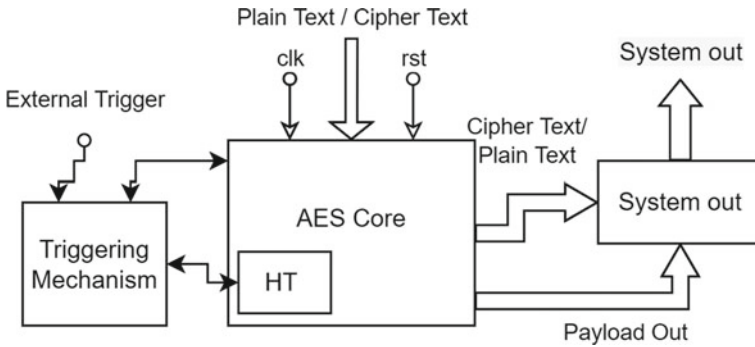 Plain Text / Cipher Text
clk
rst
System out
External Trigger
Cipher Text/
Plain Text
AES Core
System out
Triggering
Mechanism
HT
Payload Out